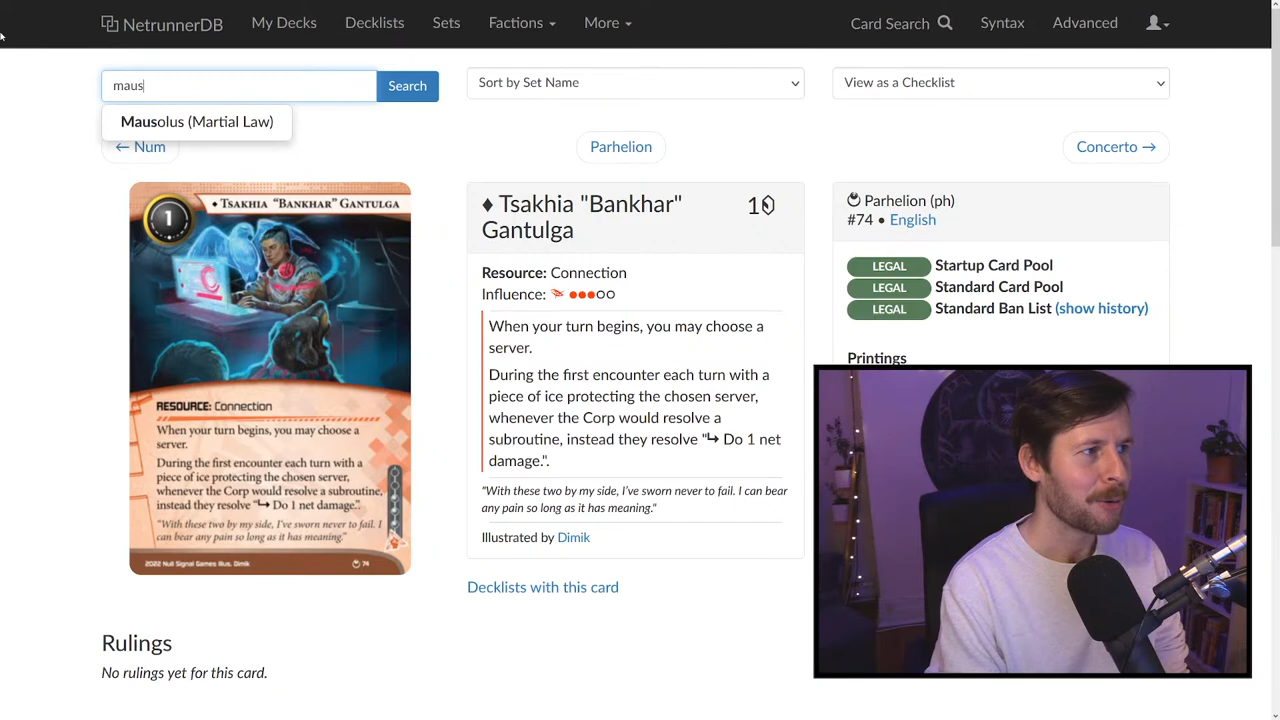 NetrunnerDB My Decks Decklists Sets Factions More Card Search Syntax Advanced
maus Search
Sort by Set Name
View as a Checklist
Mausolus (Martial Law)
← Num
Parhelion
Concerto →
1
♦ TSAKHIA "BANKHAR" GANTULGA
RESOURCE: Connection
When your turn begins, you may choose a
server.
During the first encounter each turn with a
piece of ice protecting the chosen server,
whenever the Corp would resolve a subroutine,
instead they resolve "↳ Do 1 net damage.".
"With these two by my side, I've sworn never to fail. I
can bear any pain so long as it has meaning."
2022 Null Signal Games Illus. Dimik
74
♦ Tsakhia "Bankhar"
Gantulga
1
Resource: Connection
Influence: ●●●○○
When your turn begins, you may choose a
server.
During the first encounter each turn with a
piece of ice protecting the chosen server,
whenever the Corp would resolve a
subroutine, instead they resolve "↳ Do 1 net
damage.".
"With these two by my side, I've sworn never to fail. I can bear
any pain so long as it has meaning."
Illustrated by Dimik
Decklists with this card
Parhelion (ph)
#74 • English
LEGAL Startup Card Pool
LEGAL Standard Card Pool
LEGAL Standard Ban List (show history)
Printings
Rulings
No rulings yet for this card.